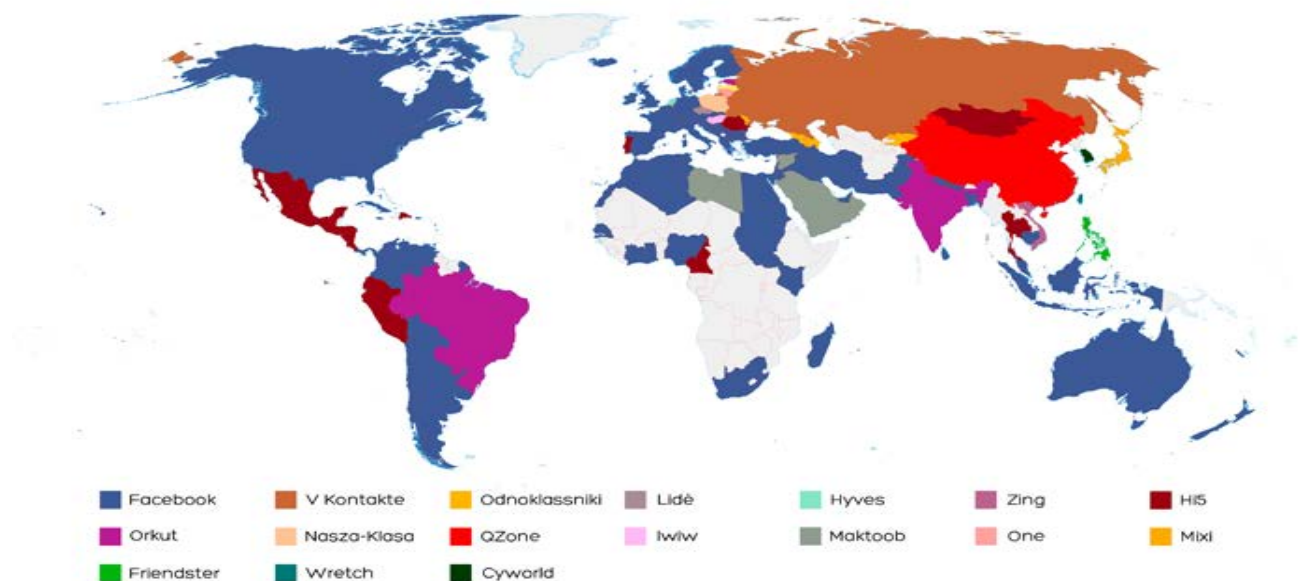 Facebook V Kontakte Odnoklassniki Lidè Hyves Zing Hi5
Orkut Nasza-Klasa QZone Iwiw Maktoob One Mixi
Friendster Wretch Cyworld